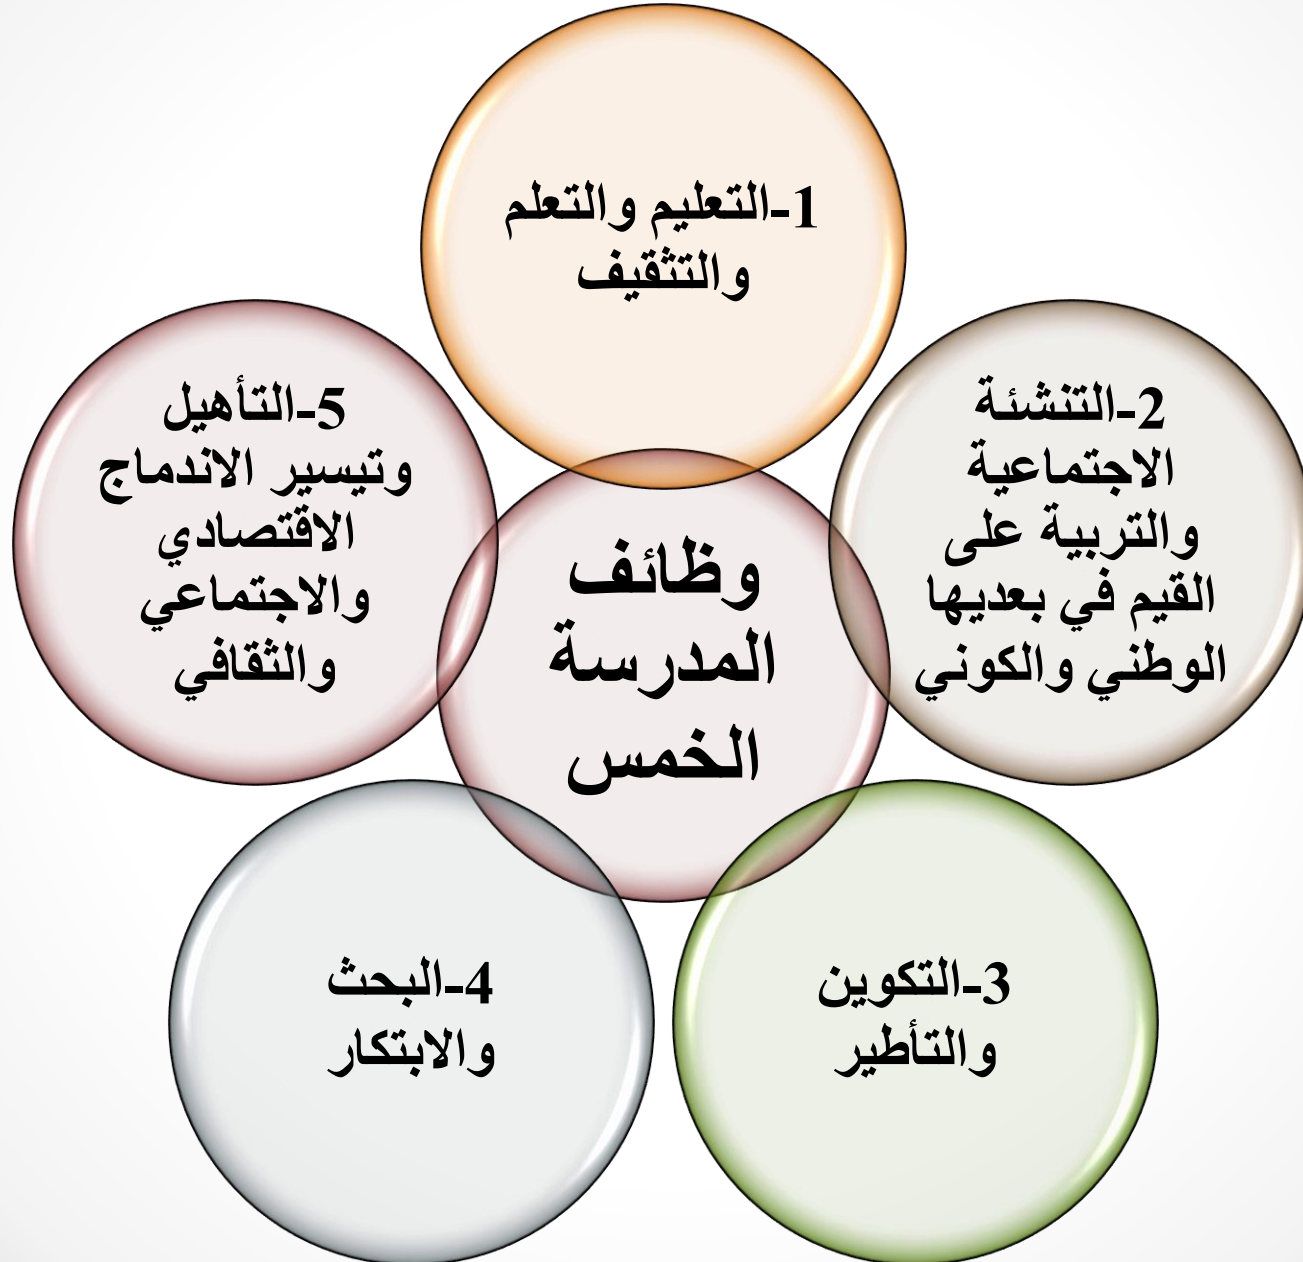 وظائف
المدرسة
الخمس
1-التعليم والتعلم
والتثقيف
2-التنشئة
الاجتماعية
والتربية على
القيم في بعديها
الوطني والكوني
3-التكوين
والتأطير
4-البحث
والابتكار
5-التأهيل
وتيسير الاندماج
الاقتصادي
والاجتماعي
والثقافي